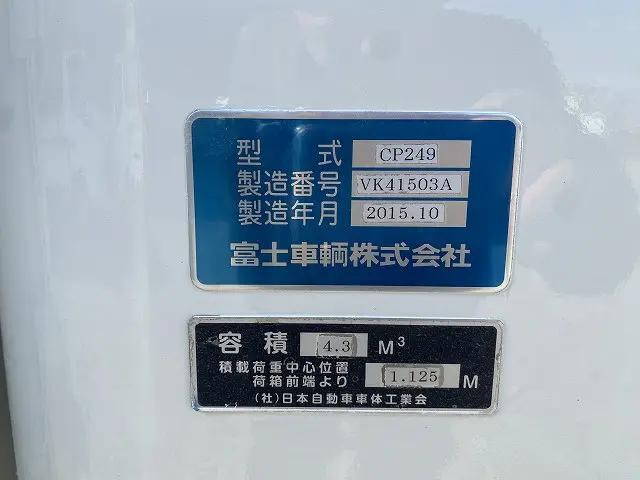 型 式 CP249
製造番号 VK41503A
製造年月 2015.10
富士車輌株式会社
容積 4.3 M³
積載荷重中心位置
荷箱前端より 1.125 M
(社)日本自動車車体工業会